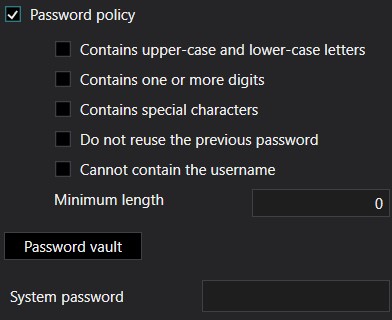 Password policy
Contains upper-case and lower-case letters
Contains one or more digits
Contains special characters
Do not reuse the previous password
Cannot contain the username
Minimum length 0
Password vault
System password